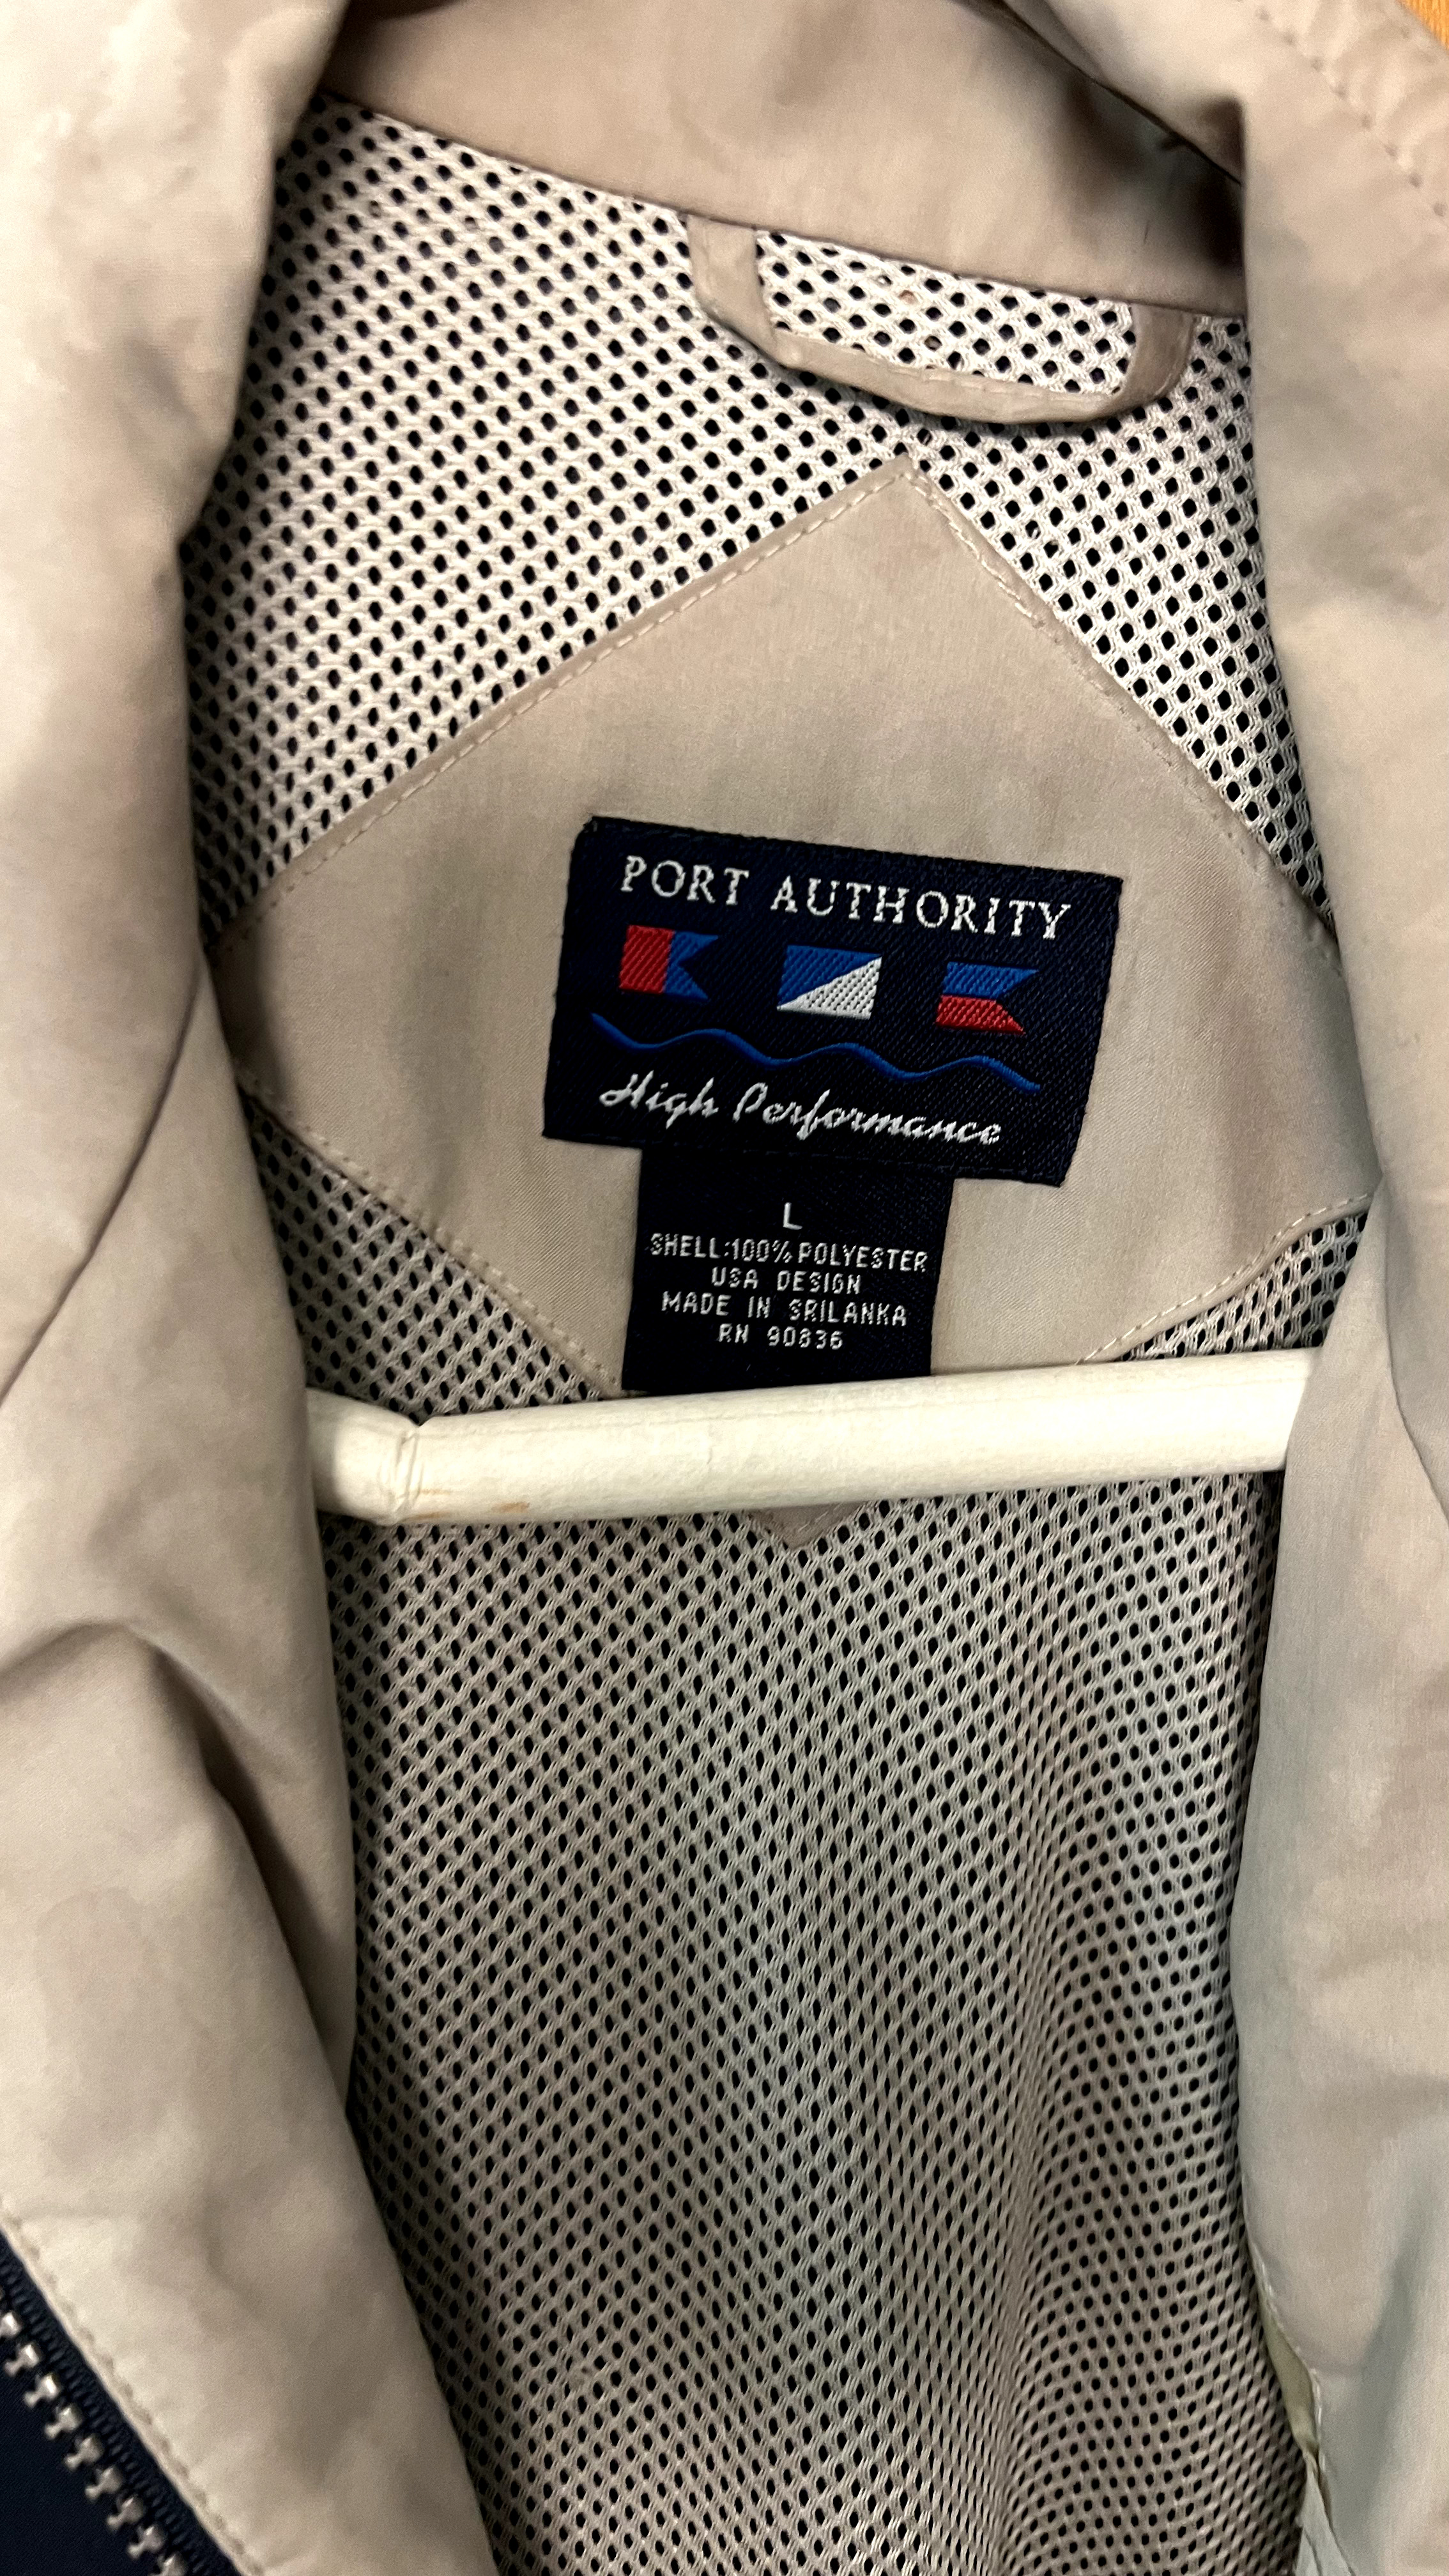 PORT AUTHORITY
High Performance
L
SHELL:100% POLYESTER
USA DESIGN
MADE IN SRILANKA
RN 90836